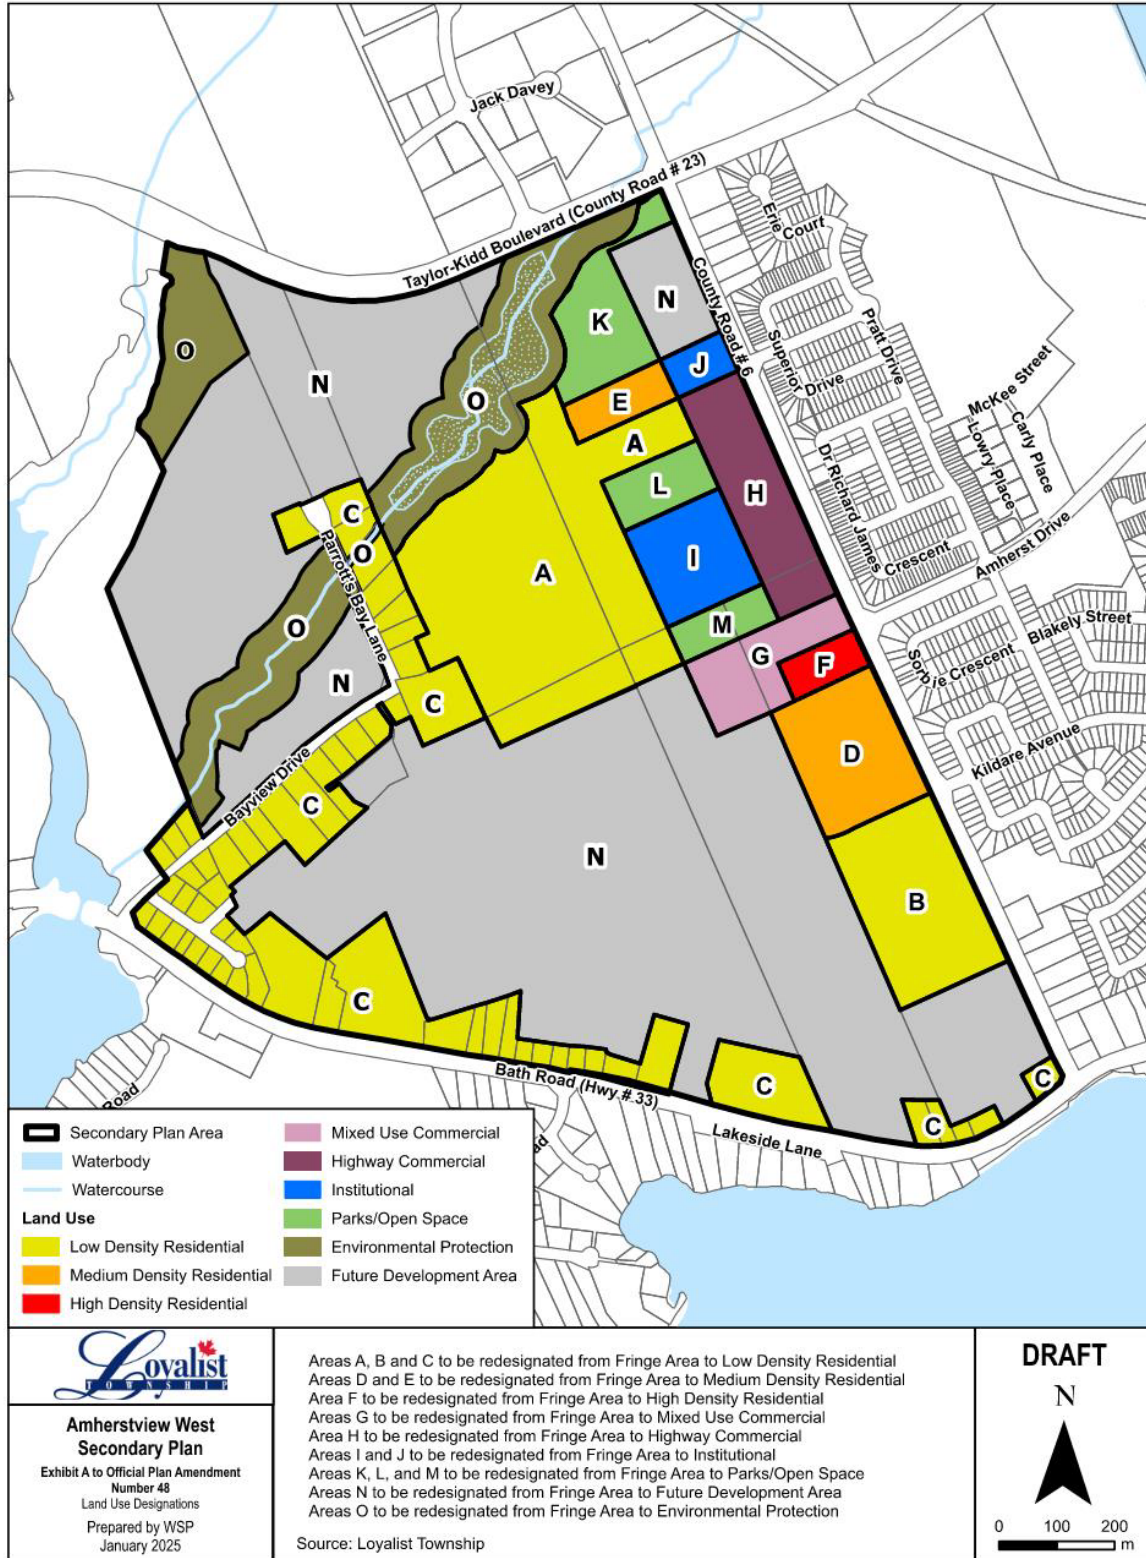 Jack Davey
Taylor-Kidd Boulevard (County Road # 23)
Erie
Court
County Road # 6
Pratt Drive
Superior
Drive
McKee Street
Carly Place
Lowry Place
Dr Richard James
Crescent
Amherst Drive
Blakely Street
Sorbie Crescent
Kildare Avenue
Parrott's Bay Lane
Bayview Drive
Bath Road (Hwy # 33)
Lakeside Lane
Road
ad
O
N
K
N
J
E
O
A
C
L
H
O
A
I
O
M
G
F
N
C
D
C
N
B
C
C
C
C
Secondary Plan Area
Waterbody
Watercourse
Land Use
Low Density Residential
Medium Density Residential
High Density Residential
Mixed Use Commercial
Highway Commercial
Institutional
Parks/Open Space
Environmental Protection
Future Development Area
Loyalist
TOWNSHIP
Amherstview West
Secondary Plan
Exhibit A to Official Plan Amendment
Number 48
Land Use Designations
Prepared by WSP
January 2025
Areas A, B and C to be redesignated from Fringe Area to Low Density Residential
Areas D and E to be redesignated from Fringe Area to Medium Density Residential
Area F to be redesignated from Fringe Area to High Density Residential
Areas G to be redesignated from Fringe Area to Mixed Use Commercial
Area H to be redesignated from Fringe Area to Highway Commercial
Areas I and J to be redesignated from Fringe Area to Institutional
Areas K, L, and M to be redesignated from Fringe Area to Parks/Open Space
Areas N to be redesignated from Fringe Area to Future Development Area
Areas O to be redesignated from Fringe Area to Environmental Protection
Source: Loyalist Township
DRAFT
N
0 100 200
m